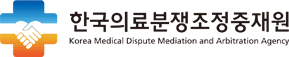 한국의료분쟁조정중재원
Korea Medical Dispute Mediation and Arbitration Agency